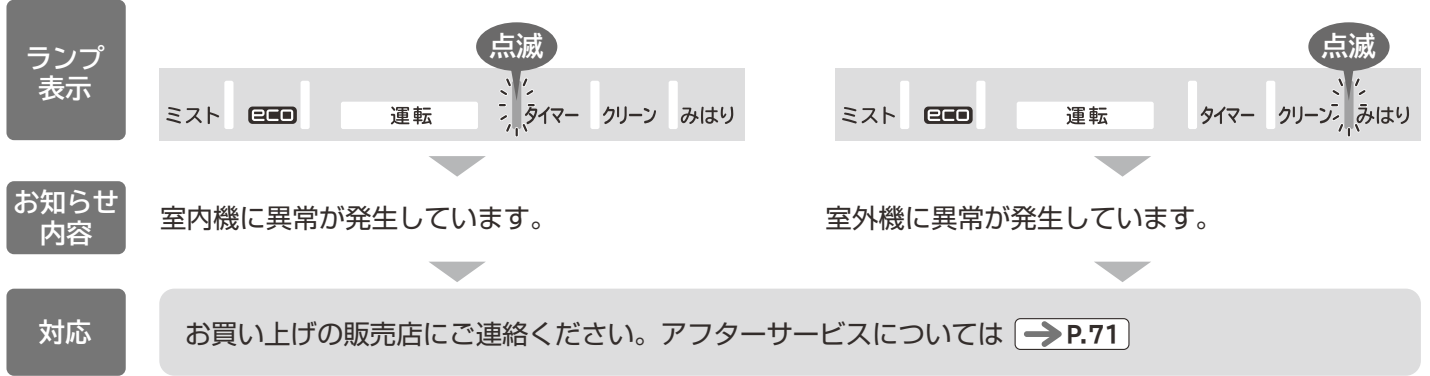 ランプ
表示
点滅
ミスト eco 運転 タイマー クリーン みはり
点滅
ミスト eco 運転 タイマー クリーン みはり
お知らせ
内容
室内機に異常が発生しています。
室外機に異常が発生しています。
対応
お買い上げの販売店にご連絡ください。アフターサービスについては →P.71